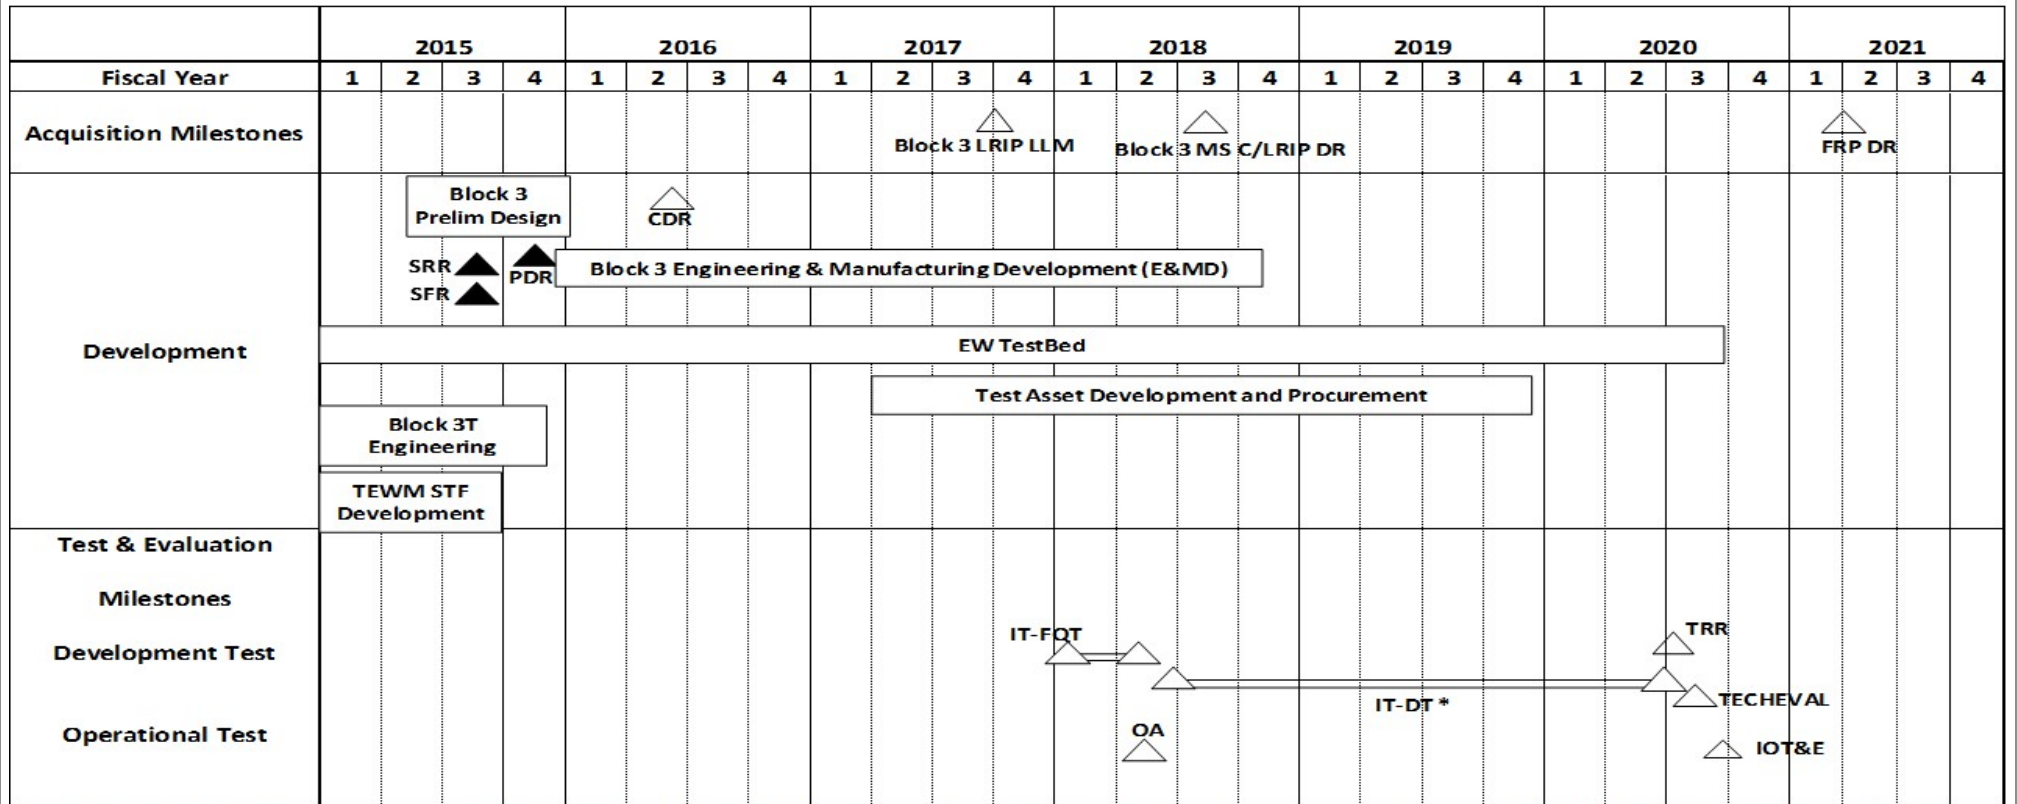 2015 2016 2017 2018 2019 2020 2021
Fiscal Year 1 2 3 4 1 2 3 4 1 2 3 4 1 2 3 4 1 2 3 4 1 2 3 4 1 2 3 4
Acquisition Milestones
Block 3 LRIP LLM
Block 3 MS C/LRIP DR
FRP DR
Development
Block 3
Prelim Design
CDR
SRR
SFR
PDR
Block 3 Engineering & Manufacturing Development (E&MD)
EW TestBed
Test Asset Development and Procurement
Block 3T
Engineering
TEWM STF
Development
Test & Evaluation
Milestones
Development Test
IT-FQT
TRR
IT-DT *
TECHEVAL
Operational Test
OA
IOT&E